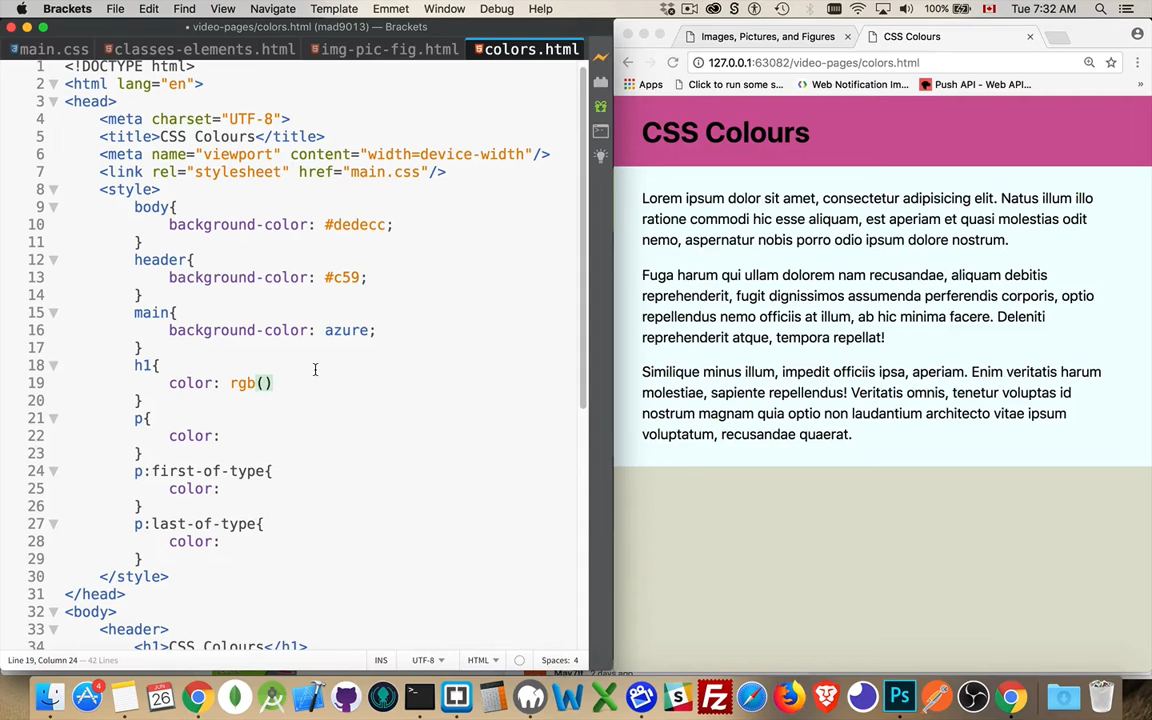 Brackets File Edit Find View Navigate Template Emmet Window Debug Help 100% Tue 7:32 AM
• video-pages/colors.html (mad9013) — Brackets
main.css classes-elements.html img-pic-fig.html colors.html
1 <!DOCTYPE html>
2 <html lang="en">
3 <head>
4 <meta charset="UTF-8">
5 <title>CSS Colours</title>
6 <meta name="viewport" content="width=device-width"/>
7 <link rel="stylesheet" href="main.css"/>
8 <style>
9 body{
10 background-color: #dedecc;
11 }
12 header{
13 background-color: #c59;
14 }
15 main{
16 background-color: azure;
17 }
18 h1{
19 color: rgb()
20 }
21 p{
22 color:
23 }
24 p:first-of-type{
25 color:
26 }
27 p:last-of-type{
28 color:
29 }
30 </style>
31 </head>
32 <body>
33 <header>
34 <h1>CSS Colours</h1>
Line 19, Column 24 — 42 Lines INS UTF-8 HTML Spaces: 4
Images, Pictures, and Figures CSS Colours
127.0.0.1:63082/video-pages/colors.html
Apps Click to run some s... Web Notification Im... Push API - Web API... »
CSS Colours
Lorem ipsum dolor sit amet, consectetur adipisicing elit. Natus illum illo
ratione commodi hic esse aliquam, est aperiam et quasi molestias odit
nemo, aspernatur nobis porro odio ipsum dolore nostrum.
Fuga harum qui ullam dolorem nam recusandae, aliquam debitis
reprehenderit, fugit dignissimos assumenda perferendis corporis, optio
repellendus nemo officiis at illum, ab hic minima facere. Deleniti
reprehenderit atque, tempora repellat!
Similique minus illum, impedit officiis ipsa, aperiam. Enim veritatis harum
molestiae, sapiente repellendus! Veritatis omnis, tenetur voluptas id
nostrum magnam quia optio non laudantium architecto vitae ipsum
voluptatum, recusandae quaerat.